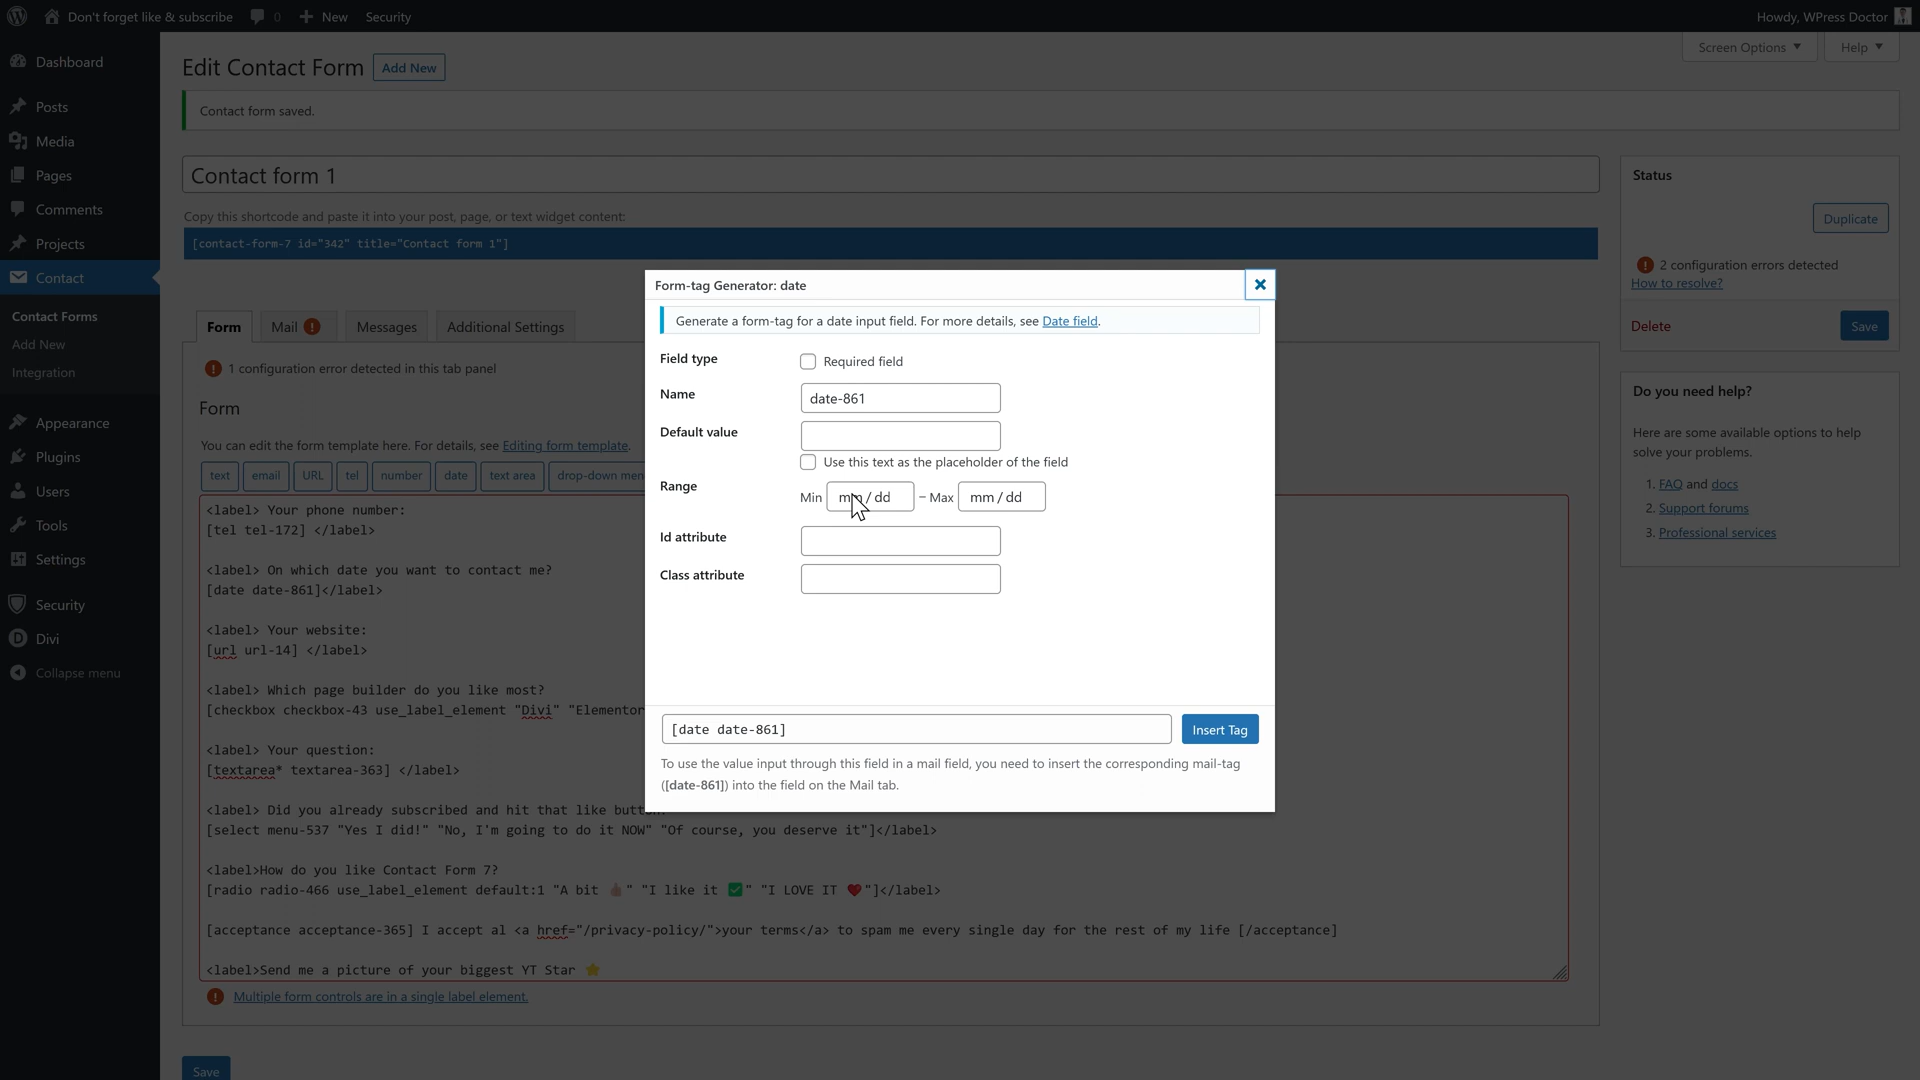 Don't forget like & subscribe
0
New
Security
Howdy, WPress Doctor
Dashboard
Posts
Media
Pages
Comments
Projects
Contact
Contact Forms
Add New
Integration
Appearance
Plugins
Users
Tools
Settings
Security
Divi
Collapse menu
Screen Options
Help
Edit Contact Form
Add New
Contact form saved.
Contact form 1
Copy this shortcode and paste it into your post, page, or text widget content:
[contact-form-7 id="342" title="Contact form 1"]
Form
Mail
Messages
Additional Settings
1 configuration error detected in this tab panel
Form
You can edit the form template here. For details, see Editing form template.
text
email
URL
tel
number
date
text area
drop-down men
<label> Your phone number:
[tel tel-172] </label>
<label> On which date you want to contact me?
[date date-861]</label>
<label> Your website:
[url url-14] </label>
<label> Which page builder do you like most?
[checkbox checkbox-43 use_label_element "Divi" "Elementor
<label> Your question:
[textarea* textarea-363] </label>
<label> Did you already subscribed and hit that like
[select menu-537 "Yes I did!" "No, I'm going to do it NOW" "Of course, you deserve it"]</label>
<label>How do you like Contact Form 7?
[radio radio-466 use_label_element default:1 "A bit 👍🏻" "I like it ✅" "I LOVE IT ❤️"]</label>
[acceptance acceptance-365] I accept al <a href="/privacy-policy/">your terms</a> to spam me every single day for the rest of my life [/acceptance]
<label>Send me a picture of your biggest YT Star ⭐
Multiple form controls are in a single label element.
Save
Form-tag Generator: date
Generate a form-tag for a date input field. For more details, see Date field.
Field type
Required field
Name
date-861
Default value
Use this text as the placeholder of the field
Range
Min mm / dd – Max mm / dd
Id attribute
Class attribute
[date date-861]
Insert Tag
To use the value input through this field in a mail field, you need to insert the corresponding mail-tag
([date-861]) into the field on the Mail tab.
Status
Duplicate
2 configuration errors detected
How to resolve?
Delete
Save
Do you need help?
Here are some available options to help
solve your problems.
1. FAQ and docs
2. Support forums
3. Professional services